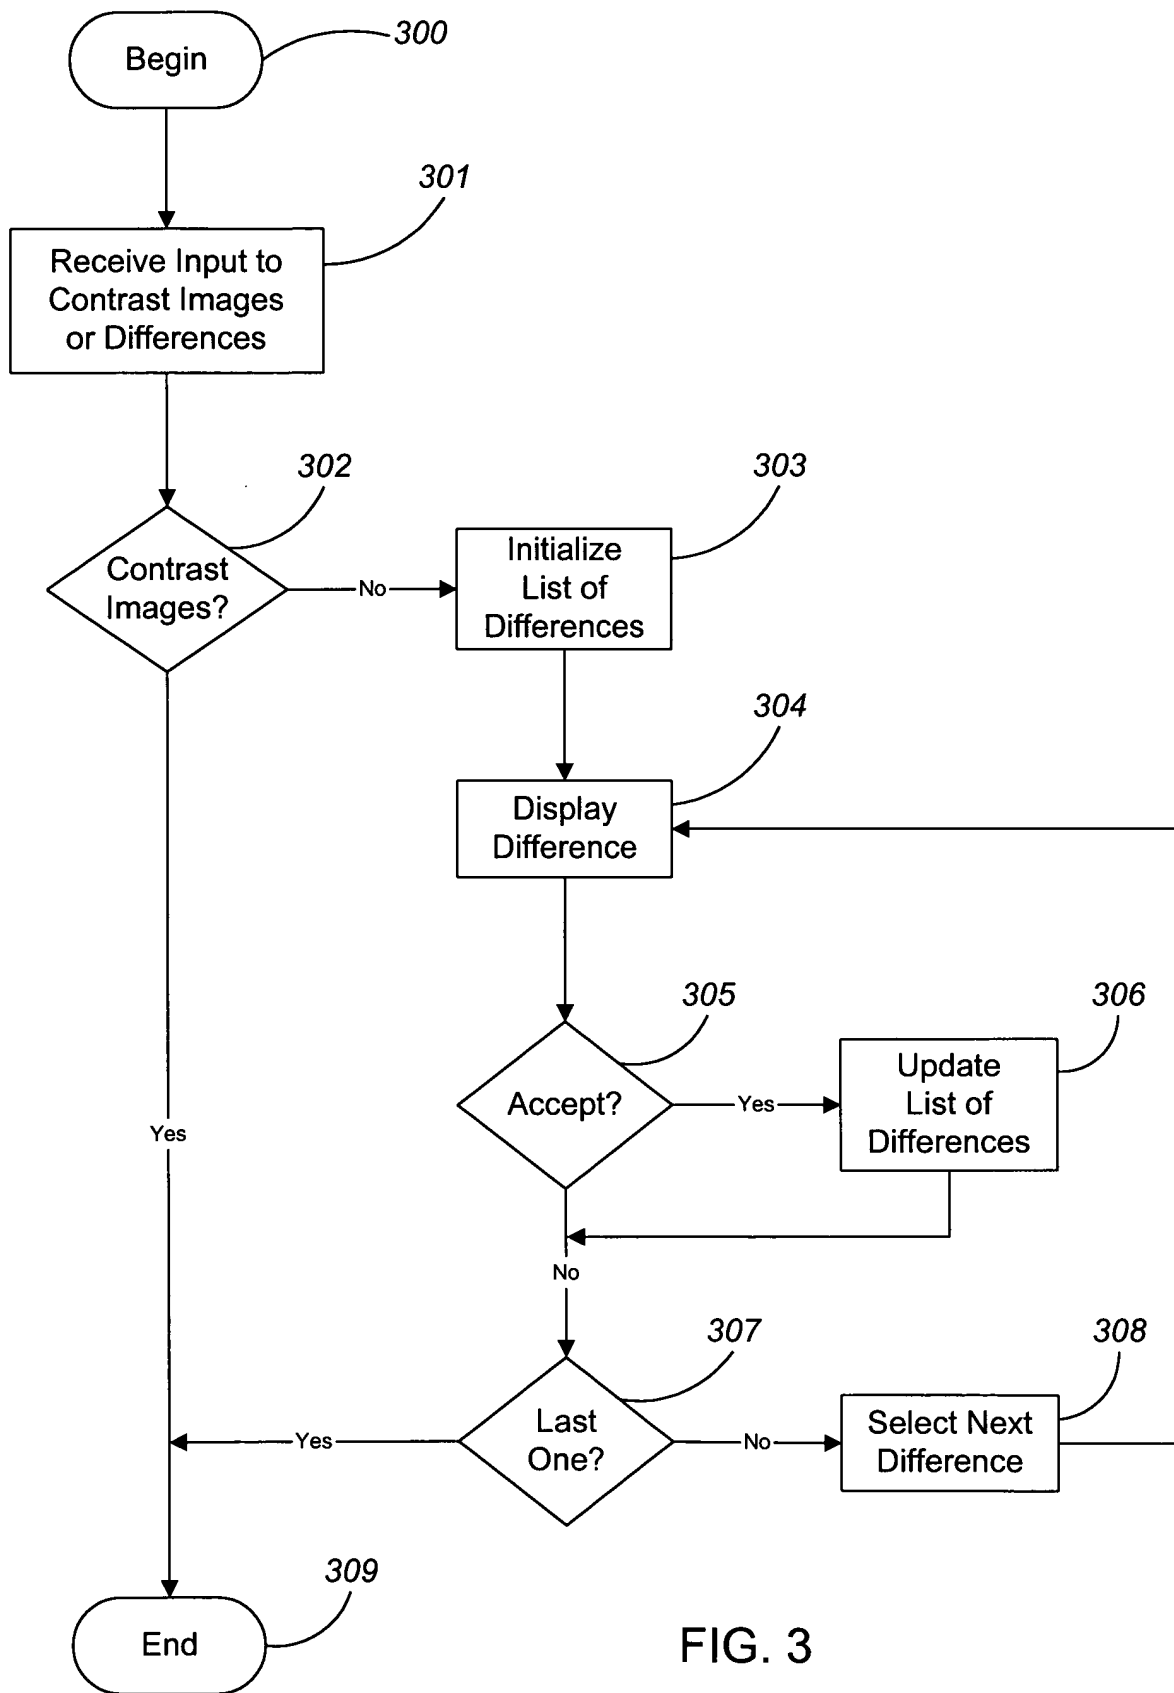 Begin
300
301
Receive Input to
Contrast Images
or Differences
302
Contrast
Images?
No
303
Initialize
List of
Differences
304
Display
Difference
305
Accept?
Yes
306
Update
List of
Differences
Yes
No
307
Last
One?
Yes
No
308
Select Next
Difference
309
End
FIG. 3